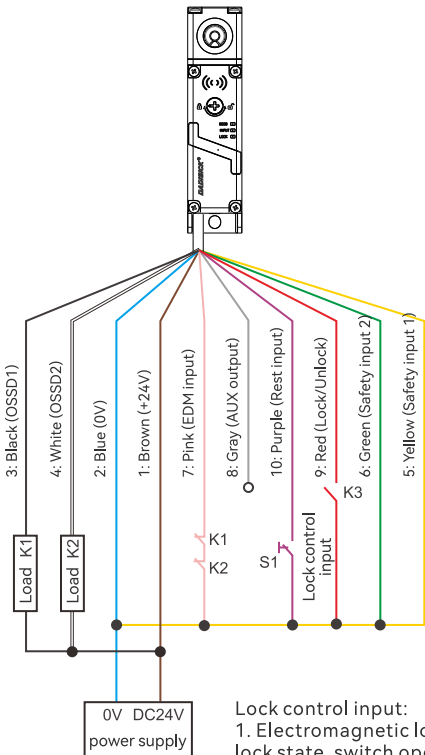 DADISICK®
3: Black (OSSD1)
4: White (OSSD2)
2: Blue (0V)
1: Brown (+24V)
7: Pink (EDM input)
8: Gray (AUX output)
10: Purple (Rest input)
9: Red (Lock/Unlock)
6: Green (Safety input 2)
5: Yellow (Safety input 1)
K3
K1
K2
S1
Lock control
input
Load K1
Load K2
0V DC24V
power supply
Lock control input:
1. Electromagnetic lo
lock state, switch ope